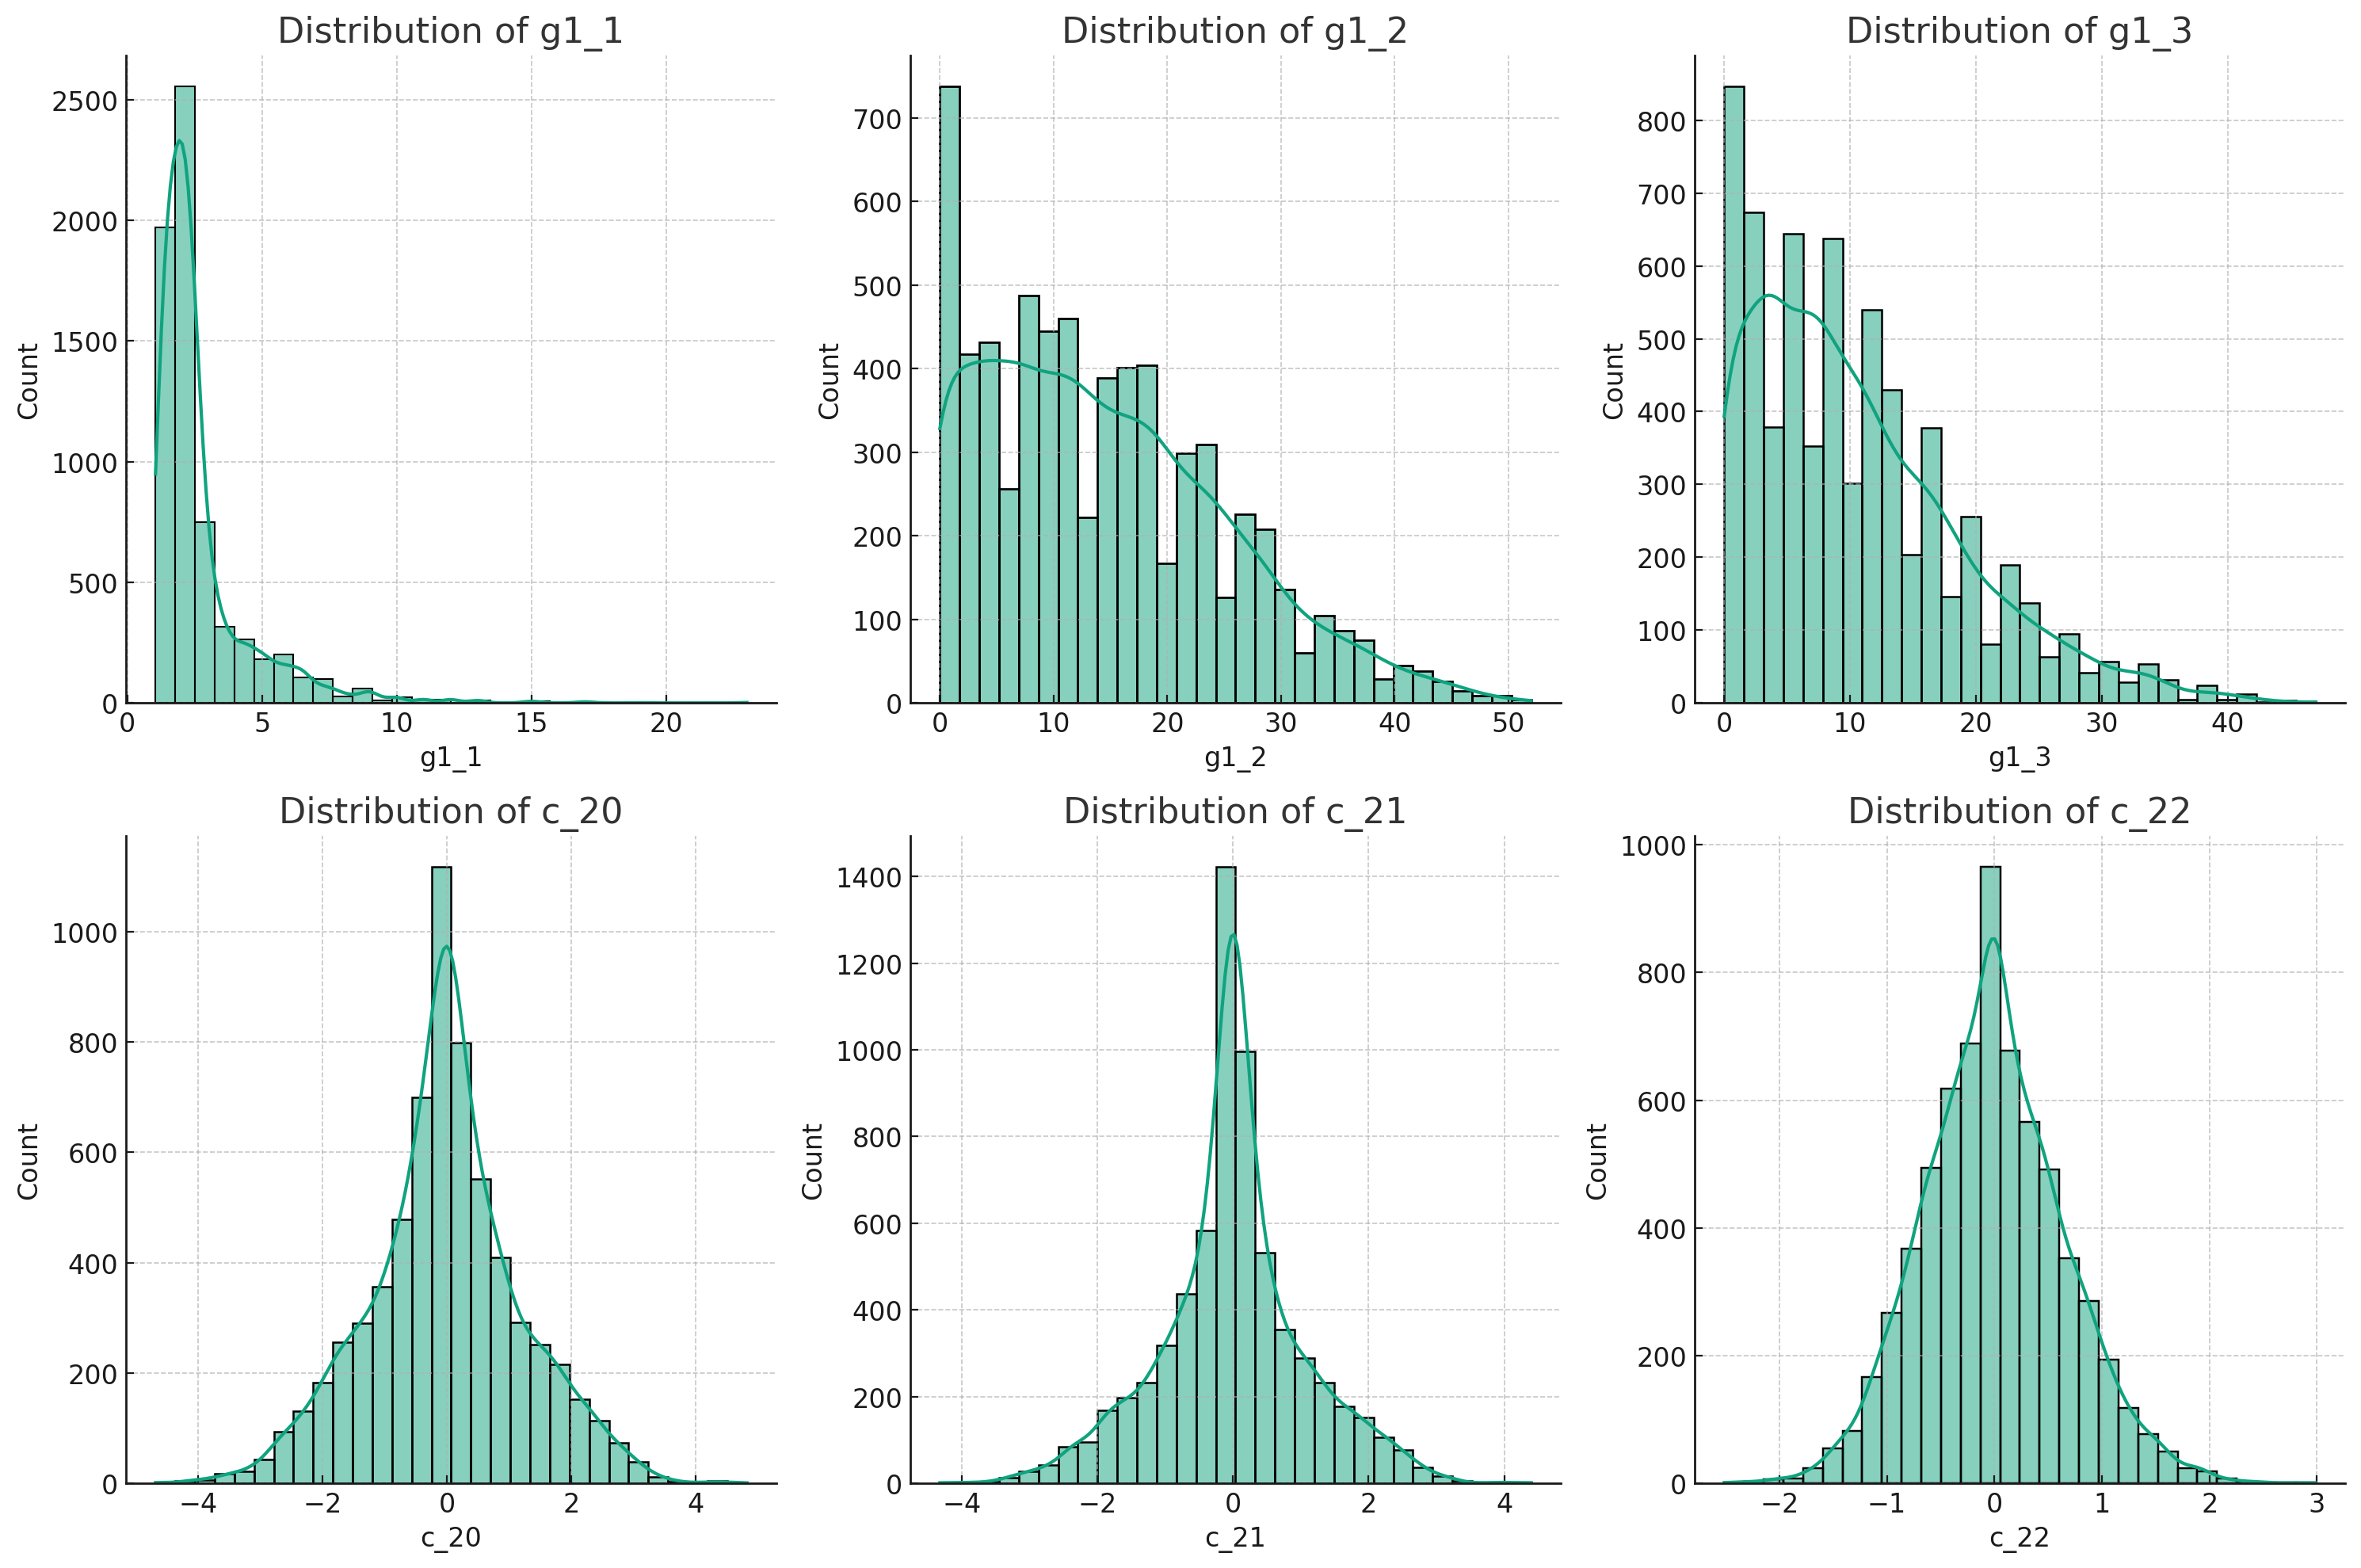 Distribution of g1_1
Distribution of g1_2
Distribution of g1_3
2500
2000
1500
1000
500
0
Count
0 5 10 15 20
g1_1
700
600
500
400
300
200
100
0
Count
0 10 20 30 40 50
g1_2
800
700
600
500
400
300
200
100
0
Count
0 10 20 30 40
g1_3
Distribution of c_20
Distribution of c_21
Distribution of c_22
1000
800
600
400
200
0
Count
−4 −2 0 2 4
c_20
1400
1200
1000
800
600
400
200
0
Count
−4 −2 0 2 4
c_21
1000
800
600
400
200
0
Count
−2 −1 0 1 2 3
c_22